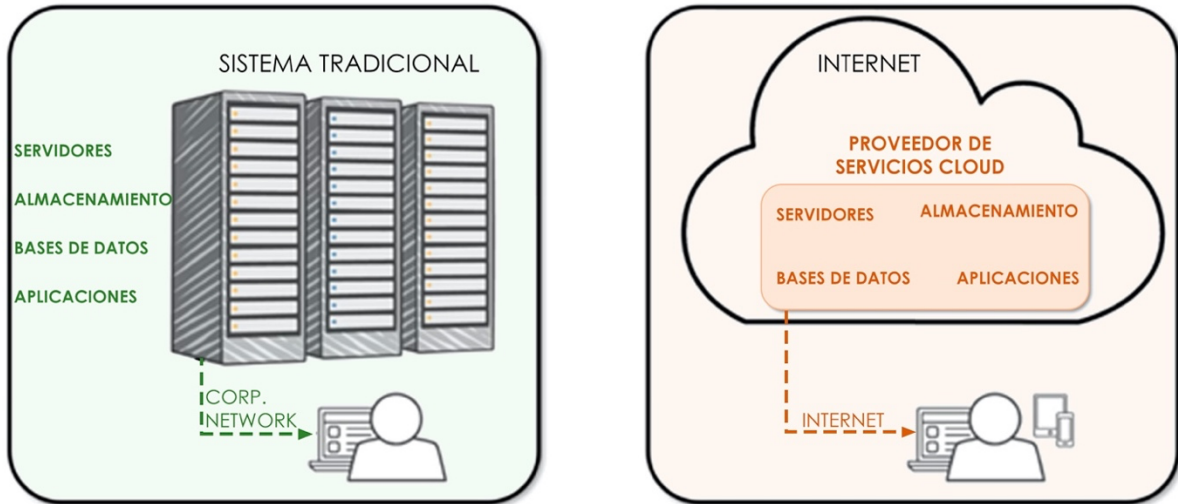 SISTEMA TRADICIONAL
SERVIDORES
ALMACENAMIENTO
BASES DE DATOS
APLICACIONES
CORP.
NETWORK
INTERNET
PROVEEDOR DE
SERVICIOS CLOUD
SERVIDORES
ALMACENAMIENTO
BASES DE DATOS
APLICACIONES
INTERNET